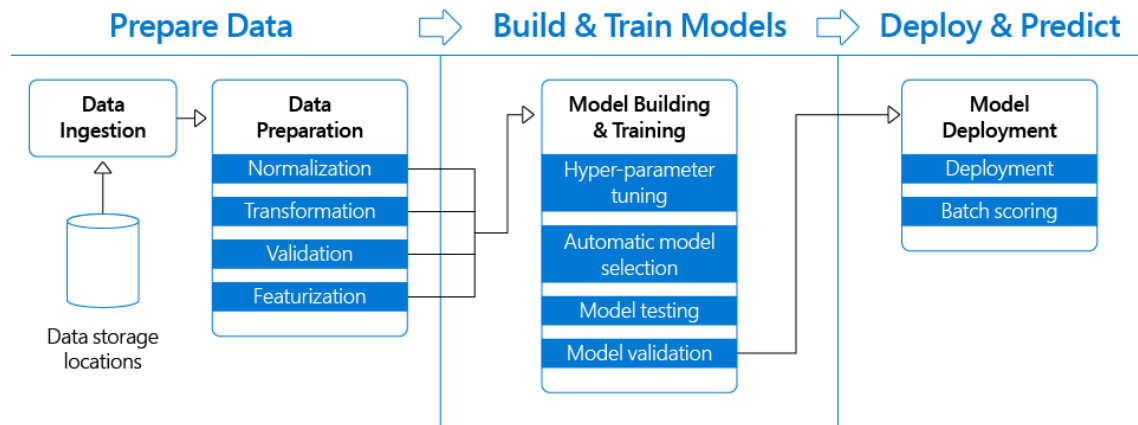 Prepare Data
Build & Train Models
Deploy & Predict
Data
Ingestion
Data storage
locations
Data
Preparation
Normalization
Transformation
Validation
Featurization
Model Building
& Training
Hyper-parameter
tuning
Automatic model
selection
Model testing
Model validation
Model
Deployment
Deployment
Batch scoring